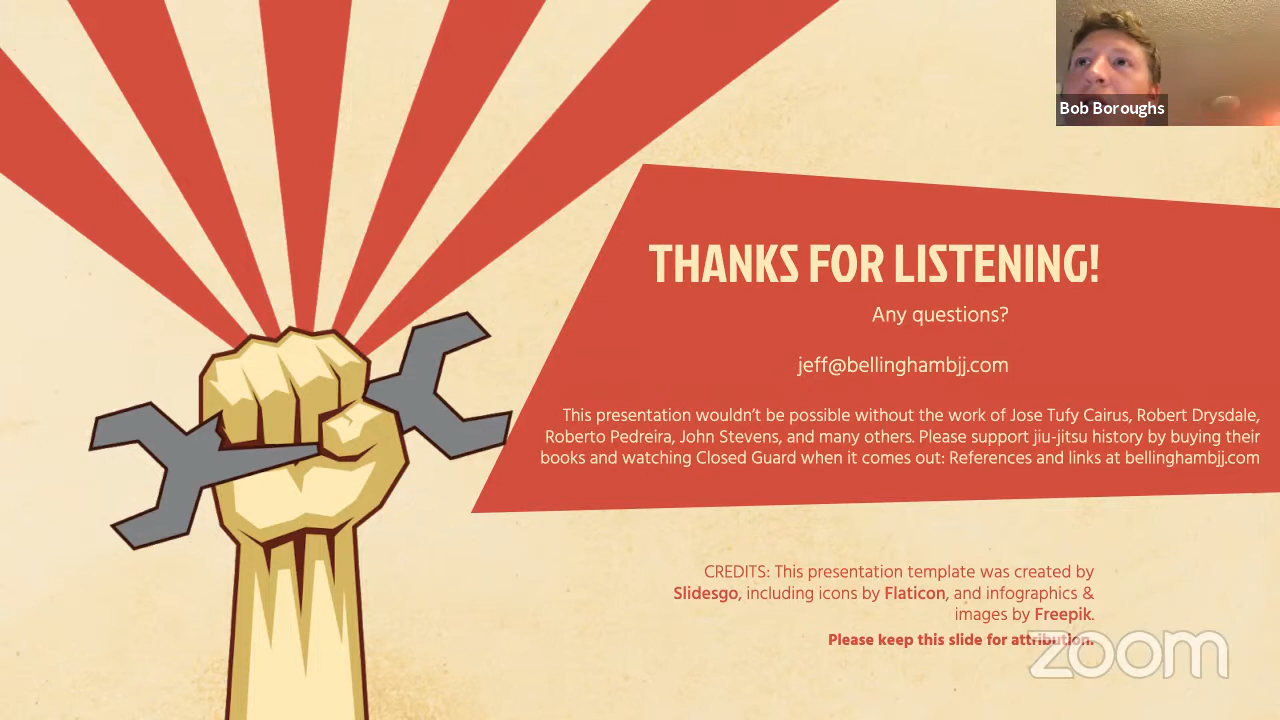 Bob Boroughs
THANKS FOR LISTENING!
Any questions?
jeff@bellinghambjj.com
This presentation wouldn't be possible without the work of Jose Tufy Cairus, Robert Drysdale,
Roberto Pedreira, John Stevens, and many others. Please support jiu-jitsu history by buying their
books and watching Closed Guard when it comes out: References and links at bellinghambjj.com
CREDITS: This presentation template was created by
Slidesgo, including icons by Flaticon, and infographics &
images by Freepik.
Please keep this slide for attribution.
zoom